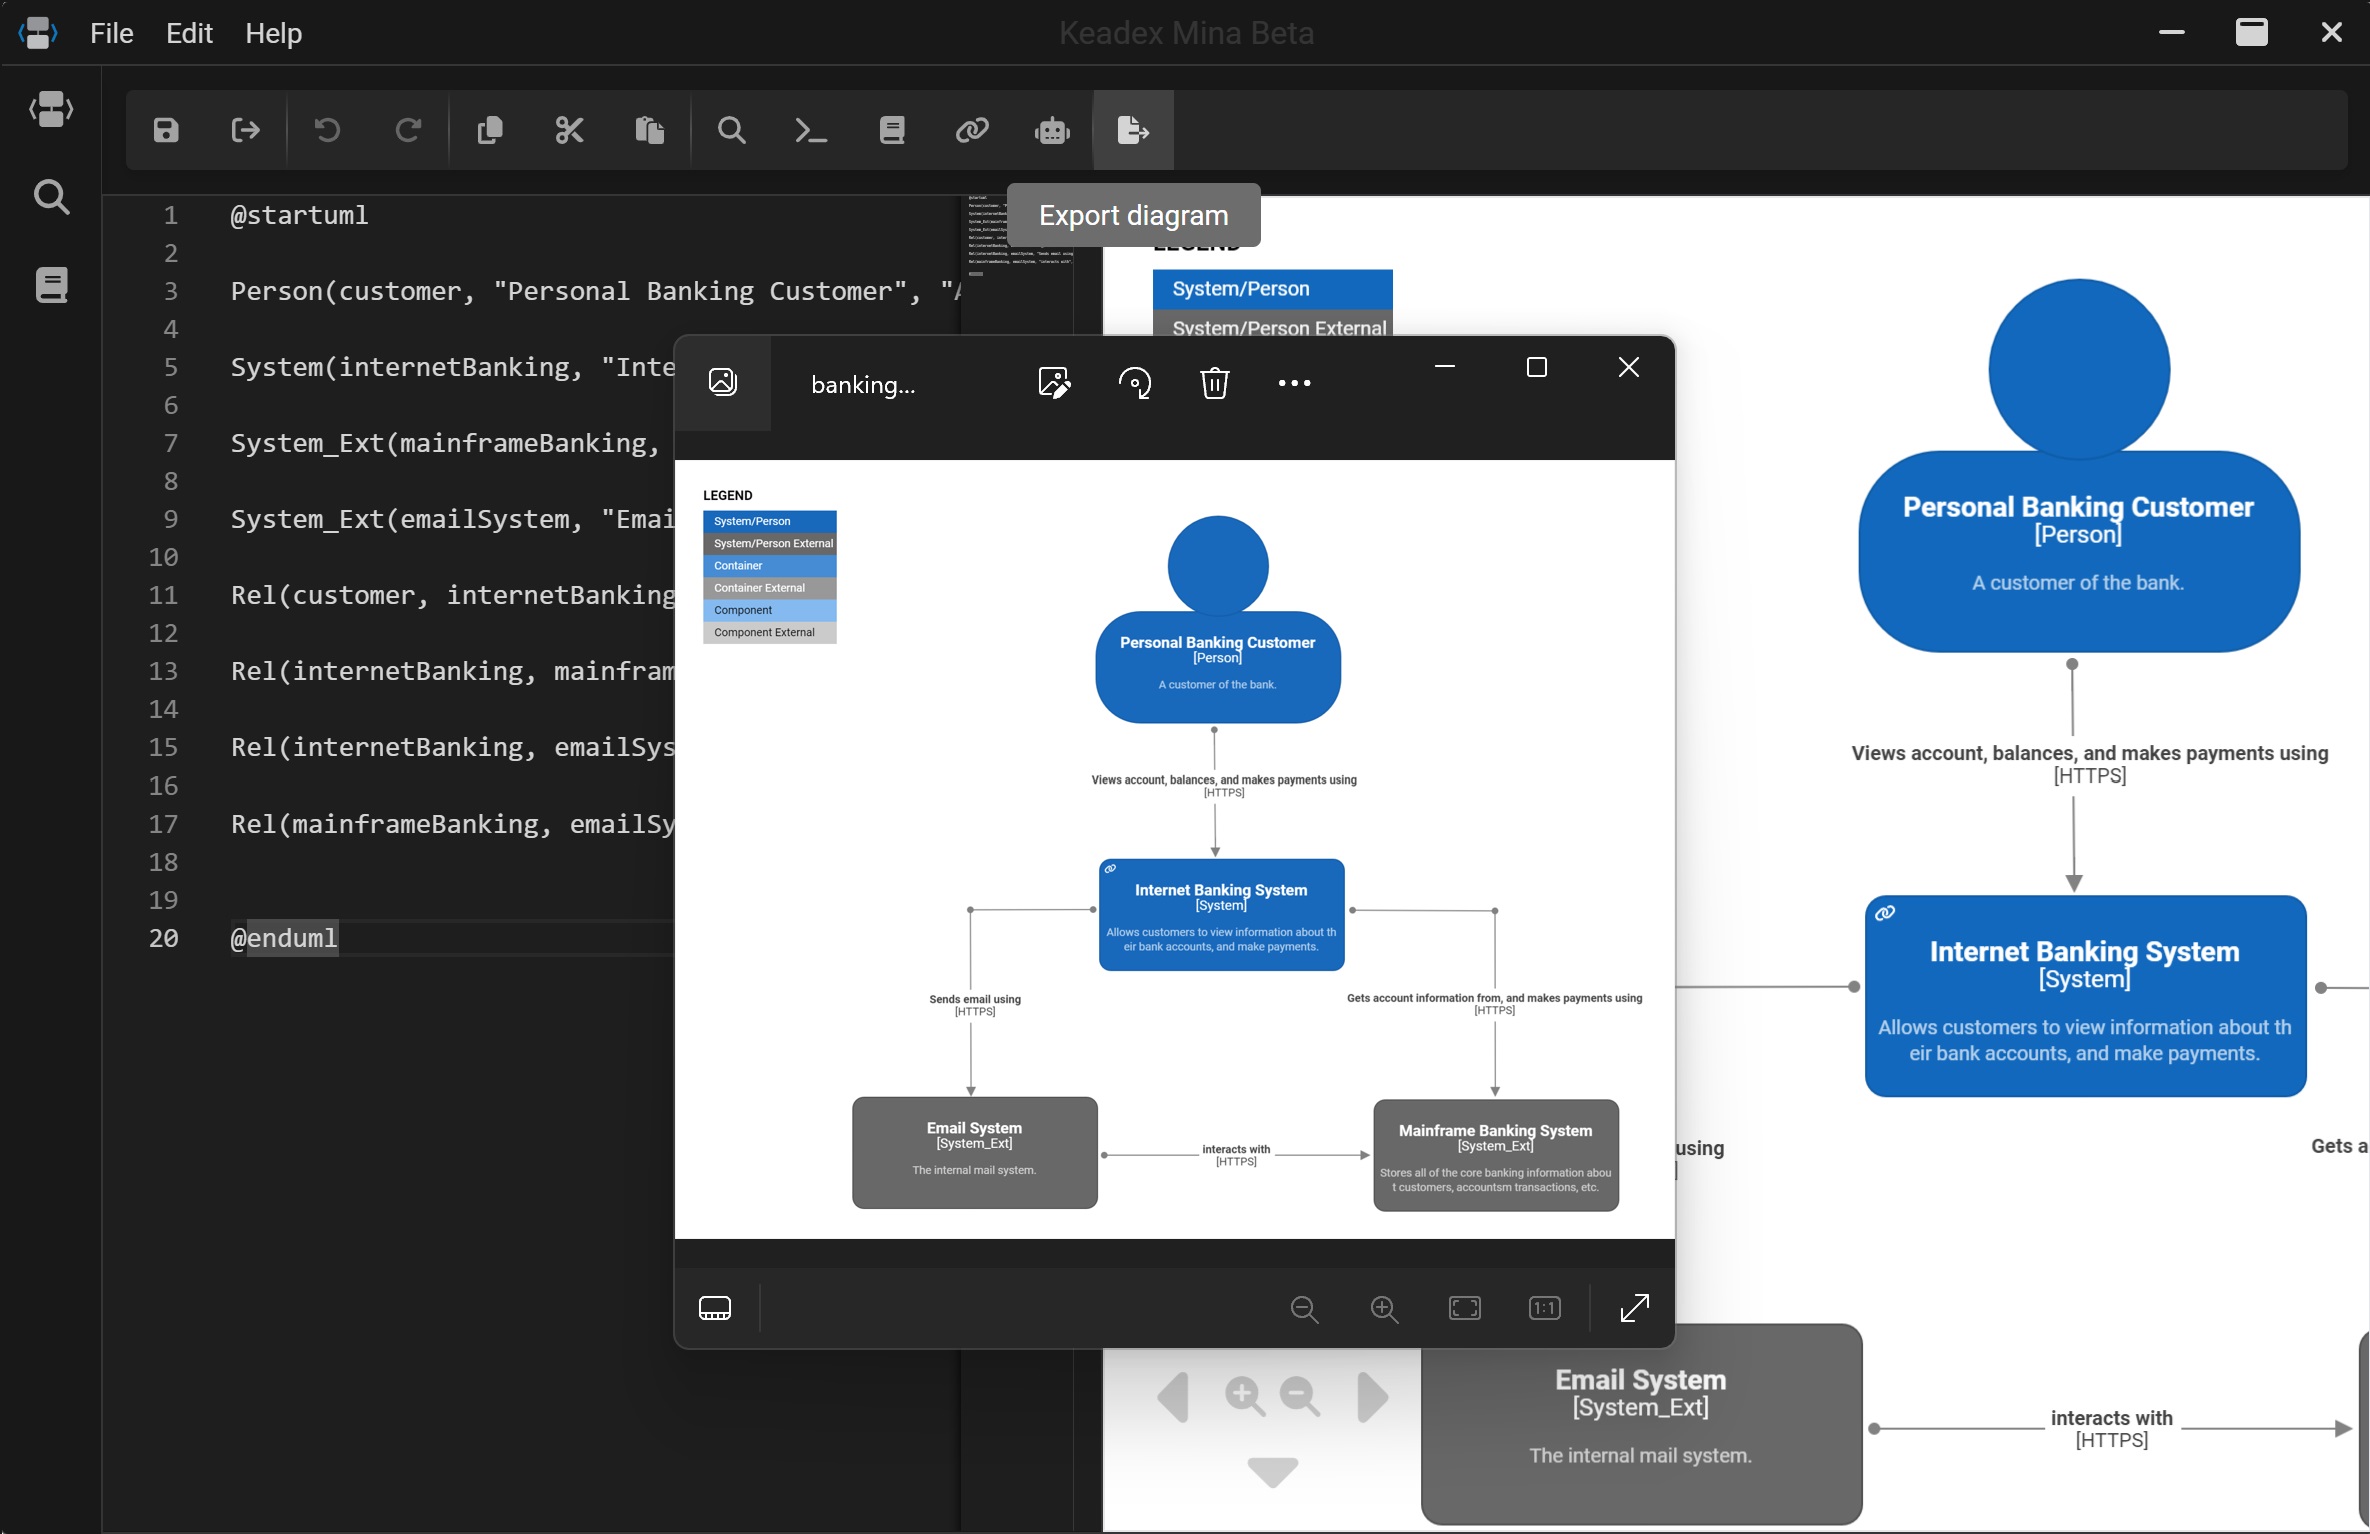 File Edit Help
Keadex Mina Beta
Export diagram
1 @startuml
2
3 Person(customer, "Personal Banking Customer", "A
4
5 System(internetBanking, "Inte
6
7 System_Ext(mainframeBanking,
8
9 System_Ext(emailSystem, "Emai
10
11 Rel(customer, internetBanking
12
13 Rel(internetBanking, mainfram
14
15 Rel(internetBanking, emailSys
16
17 Rel(mainframeBanking, emailSy
18
19
20 @enduml
LEGEND
System/Person
System/Person External
Personal Banking Customer
[Person]
A customer of the bank.
Views account, balances, and makes payments using
[HTTPS]
Internet Banking System
[System]
Allows customers to view information about th
eir bank accounts, and make payments.
using
]
Gets a
Email System
[System_Ext]
The internal mail system.
interacts with
[HTTPS]
banking...
LEGEND
System/Person
System/Person External
Container
Container External
Component
Component External
Personal Banking Customer
[Person]
A customer of the bank.
Views account, balances, and makes payments using
[HTTPS]
Internet Banking System
[System]
Allows customers to view information about th
eir bank accounts, and make payments.
Sends email using
[HTTPS]
Gets account information from, and makes payments using
[HTTPS]
Email System
[System_Ext]
The internal mail system.
interacts with
[HTTPS]
Mainframe Banking System
[System_Ext]
Stores all of the core banking information abou
t customers, accountsm transactions, etc.
1:1